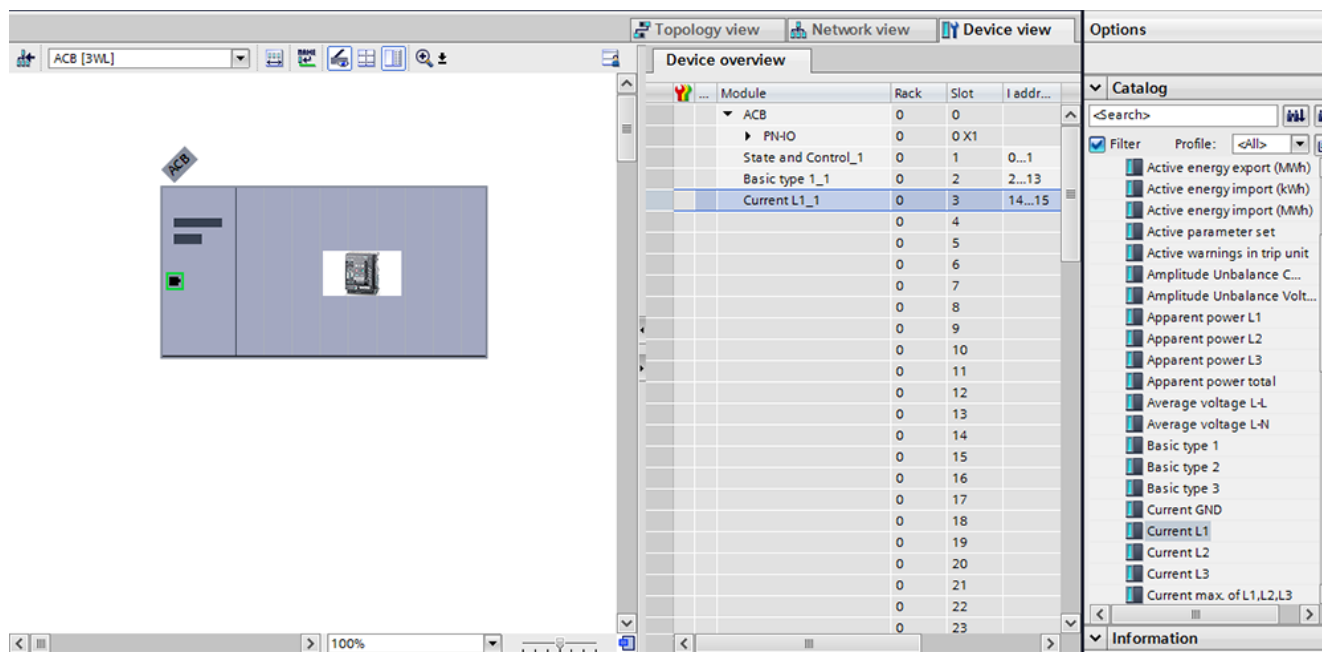 Topology view Network view Device view Options
ACB [3WL]
Device overview
... Module Rack Slot I addr...
Catalog
ACB 0 0
<Search>
PN-IO 0 0 X1
Filter Profile: <All>
State and Control_1 0 1 0...1
Basic type 1_1 0 2 2...13
Current L1_1 0 3 14...15
0 4
0 5
0 6
0 7
0 8
0 9
0 10
0 11
0 12
0 13
0 14
0 15
0 16
0 17
0 18
0 19
0 20
0 21
0 22
0 23
ACB
100%
Active energy export (MWh)
Active energy import (kWh)
Active energy import (MWh)
Active parameter set
Active warnings in trip unit
Amplitude Unbalance C...
Amplitude Unbalance Volt...
Apparent power L1
Apparent power L2
Apparent power L3
Apparent power total
Average voltage L-L
Average voltage L-N
Basic type 1
Basic type 2
Basic type 3
Current GND
Current L1
Current L2
Current L3
Current max. of L1,L2,L3
Information